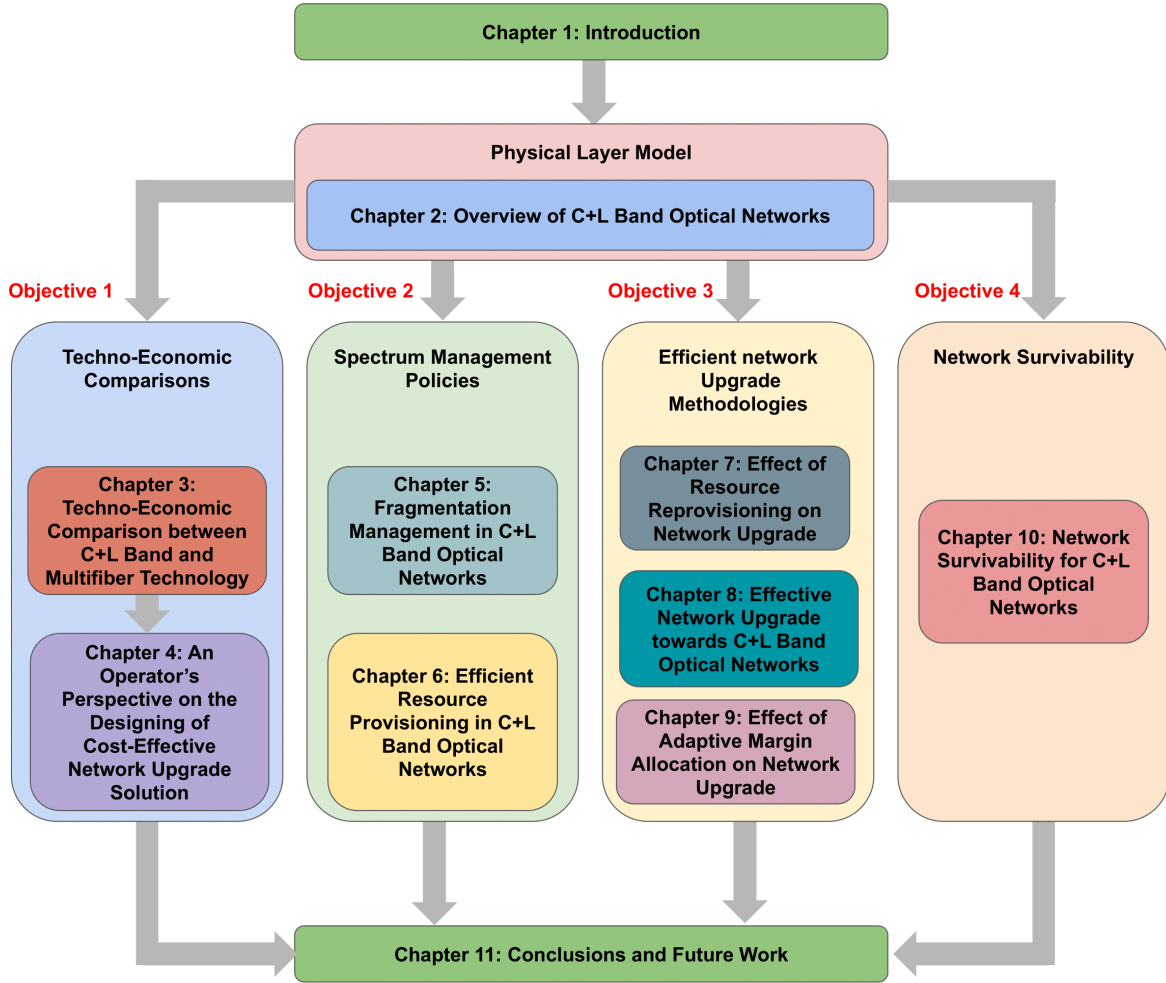 Chapter 1: Introduction
Physical Layer Model
Chapter 2: Overview of C+L Band Optical Networks
Objective 1
Techno-Economic
Comparisons
Chapter 3:
Techno-Economic
Comparison between
C+L Band and
Multifiber Technology
Chapter 4: An
Operator's
Perspective on the
Designing of
Cost-Effective
Network Upgrade
Solution
Objective 2
Spectrum Management
Policies
Chapter 5:
Fragmentation
Management in C+L
Band Optical
Networks
Chapter 6: Efficient
Resource
Provisioning in C+L
Band Optical
Networks
Objective 3
Efficient network
Upgrade
Methodologies
Chapter 7: Effect of
Resource
Reprovisioning on
Network Upgrade
Chapter 8: Effective
Network Upgrade
towards C+L Band
Optical Networks
Chapter 9: Effect of
Adaptive Margin
Allocation on Network
Upgrade
Objective 4
Network Survivability
Chapter 10: Network
Survivability for C+L
Band Optical
Networks
Chapter 11: Conclusions and Future Work